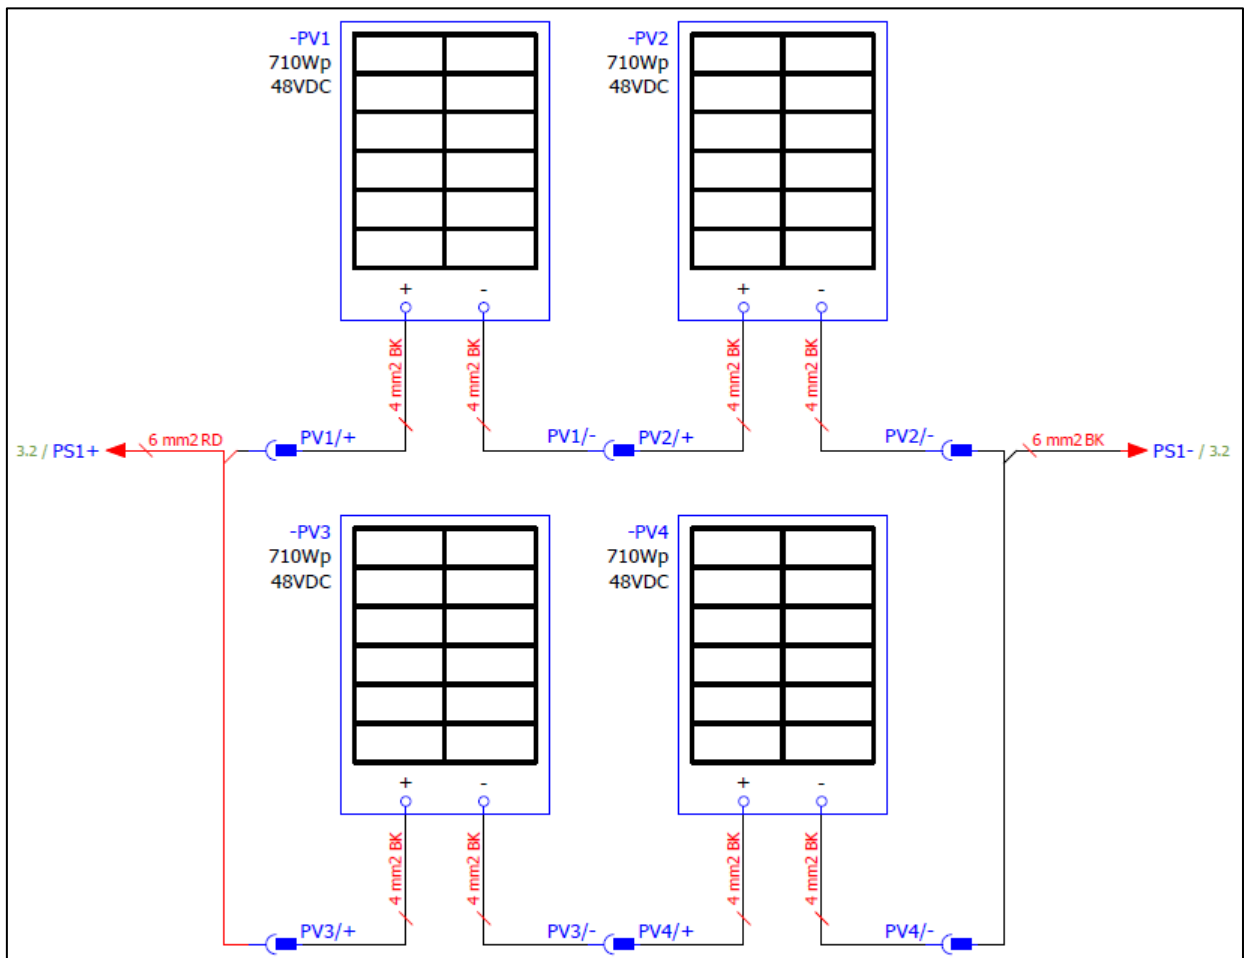 -PV1
710Wp
48VDC
-PV2
710Wp
48VDC
+ -
+ -
4 mm2 BK
4 mm2 BK
4 mm2 BK
4 mm2 BK
3.2 / PS1+
6 mm2 RD
PV1/+
PV1/-
PV2/+
PV2/-
6 mm2 BK
PS1- / 3.2
-PV3
710Wp
48VDC
-PV4
710Wp
48VDC
+ -
+ -
4 mm2 BK
4 mm2 BK
4 mm2 BK
4 mm2 BK
PV3/+
PV3/-
PV4/+
PV4/-